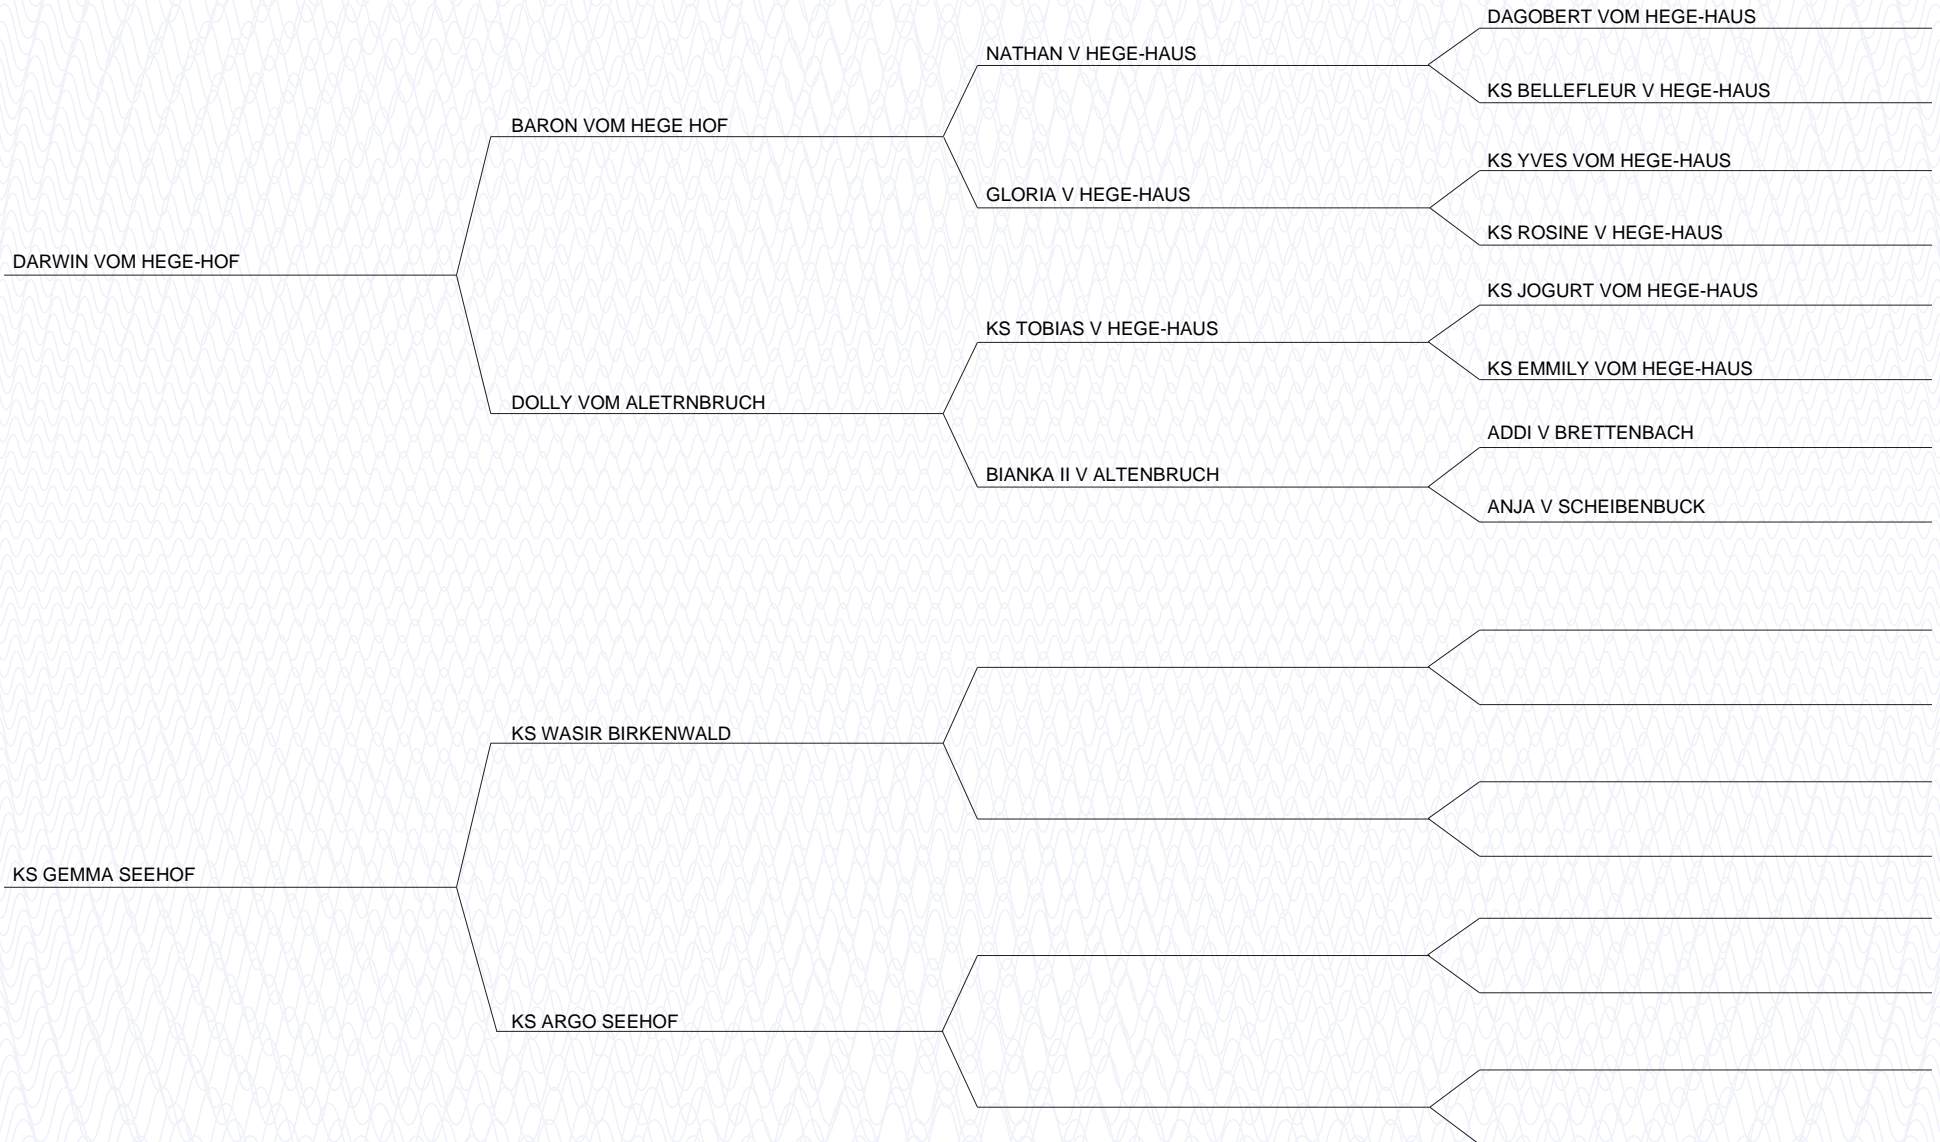 DAGOBERT VOM HEGE-HAUS
NATHAN V HEGE-HAUS
KS BELLEFLEUR V HEGE-HAUS
BARON VOM HEGE HOF
KS YVES VOM HEGE-HAUS
GLORIA V HEGE-HAUS
KS ROSINE V HEGE-HAUS
DARWIN VOM HEGE-HOF
KS JOGURT VOM HEGE-HAUS
KS TOBIAS V HEGE-HAUS
KS EMMILY VOM HEGE-HAUS
DOLLY VOM ALETRNBRUCH
ADDI V BRETTENBACH
BIANKA II V ALTENBRUCH
ANJA V SCHEIBENBUCK
KS WASIR BIRKENWALD
KS GEMMA SEEHOF
KS ARGO SEEHOF